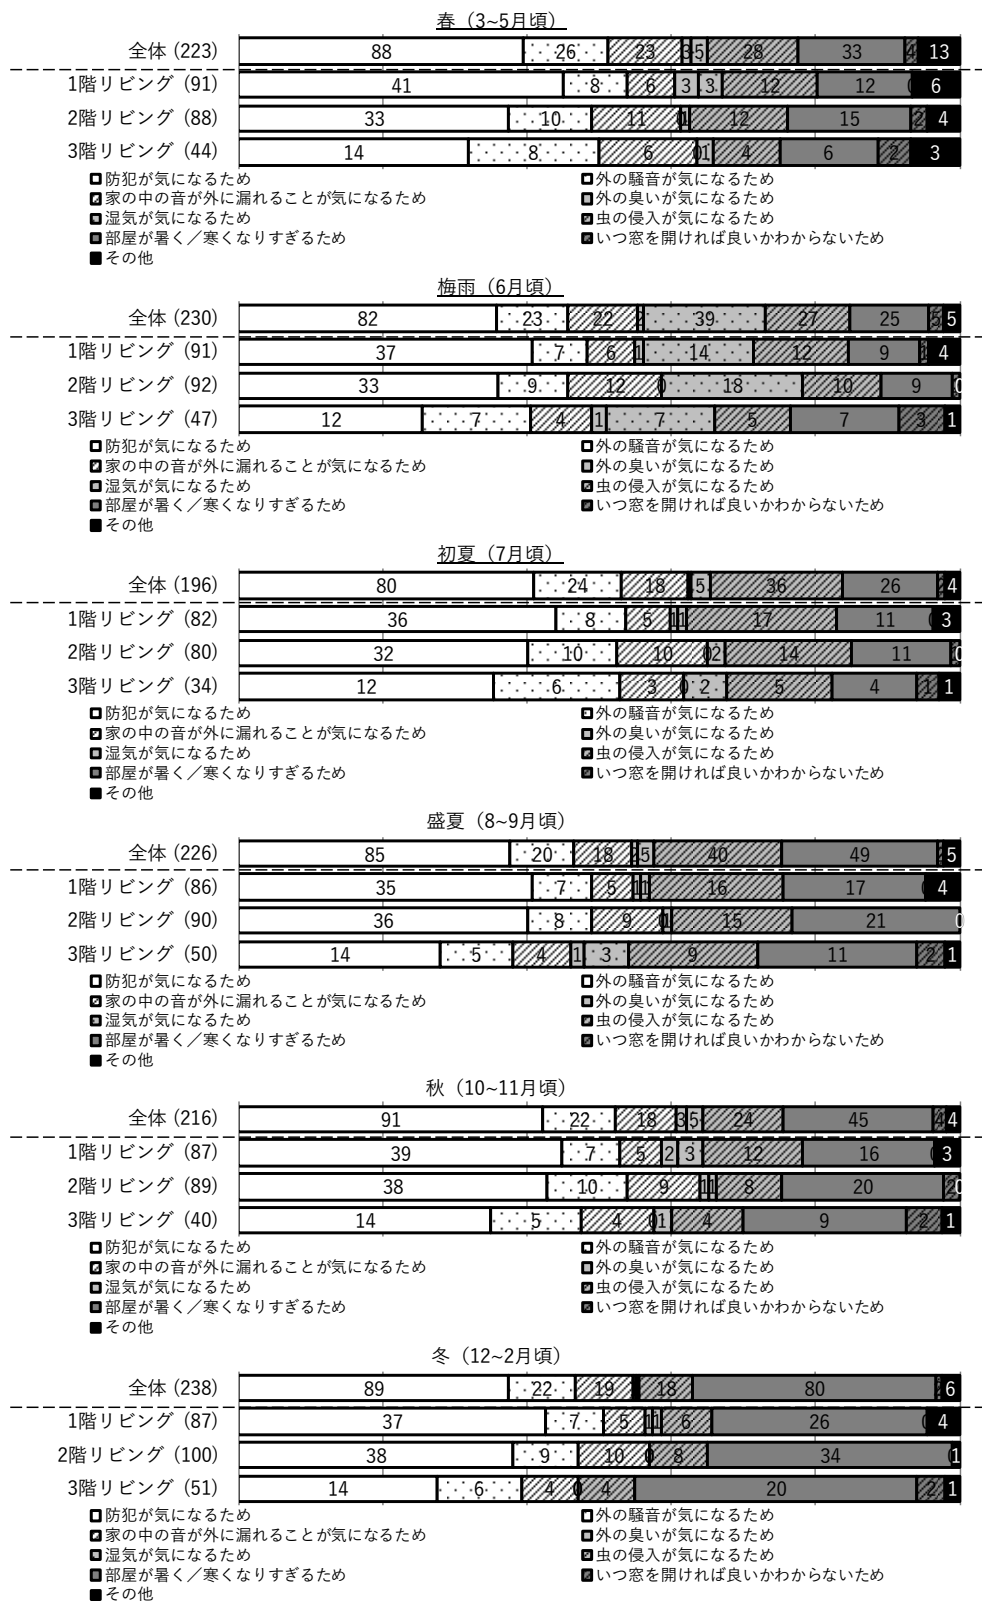 春（3~5月頃）
全体 (223) 88 26 23 3 5 28 33 4 13
1階リビング (91) 41 8 6 3 3 12 12 0 6
2階リビング (88) 33 10 11 0 1 12 15 2 4
3階リビング (44) 14 8 6 0 1 4 6 2 3
防犯が気になるため 外の騒音が気になるため
家の中の音が外に漏れることが気になるため 外の臭いが気になるため
湿気が気になるため 虫の侵入が気になるため
部屋が暑く／寒くなりすぎるため いつ窓を開ければ良いかわからないため
その他
梅雨（6月頃）
全体 (230) 82 23 22 2 39 27 25 5 5
1階リビング (91) 37 7 6 1 14 12 9 1 4
2階リビング (92) 33 9 12 0 18 10 9 0
3階リビング (47) 12 7 4 1 7 5 7 3 1
防犯が気になるため 外の騒音が気になるため
家の中の音が外に漏れることが気になるため 外の臭いが気になるため
湿気が気になるため 虫の侵入が気になるため
部屋が暑く／寒くなりすぎるため いつ窓を開ければ良いかわからないため
その他
初夏（7月頃）
全体 (196) 80 24 18 5 36 26 4
1階リビング (82) 36 8 5 1 1 17 11 0 3
2階リビング (80) 32 10 10 0 2 14 11 0
3階リビング (34) 12 6 3 0 2 5 4 1 1
防犯が気になるため 外の騒音が気になるため
家の中の音が外に漏れることが気になるため 外の臭いが気になるため
湿気が気になるため 虫の侵入が気になるため
部屋が暑く／寒くなりすぎるため いつ窓を開ければ良いかわからないため
その他
盛夏（8~9月頃）
全体 (226) 85 20 18 2 5 40 49 2 5
1階リビング (86) 35 7 5 1 1 16 17 0 4
2階リビング (90) 36 8 9 0 1 15 21 0
3階リビング (50) 14 5 4 1 3 9 11 2 1
防犯が気になるため 外の騒音が気になるため
家の中の音が外に漏れることが気になるため 外の臭いが気になるため
湿気が気になるため 虫の侵入が気になるため
部屋が暑く／寒くなりすぎるため いつ窓を開ければ良いかわからないため
その他
秋（10~11月頃）
全体 (216) 91 22 18 3 5 24 45 4 4
1階リビング (87) 39 7 5 2 3 12 16 0 3
2階リビング (89) 38 10 9 1 1 8 20 2 0
3階リビング (40) 14 5 4 0 1 4 9 2 1
防犯が気になるため 外の騒音が気になるため
家の中の音が外に漏れることが気になるため 外の臭いが気になるため
湿気が気になるため 虫の侵入が気になるため
部屋が暑く／寒くなりすぎるため いつ窓を開ければ良いかわからないため
その他
冬（12~2月頃）
全体 (238) 89 22 19 18 80 6
1階リビング (87) 37 7 5 1 1 6 26 0 4
2階リビング (100) 38 9 10 0 8 34 0 1
3階リビング (51) 14 6 4 0 4 20 2 1
防犯が気になるため 外の騒音が気になるため
家の中の音が外に漏れることが気になるため 外の臭いが気になるため
湿気が気になるため 虫の侵入が気になるため
部屋が暑く／寒くなりすぎるため いつ窓を開ければ良いかわからないため
その他